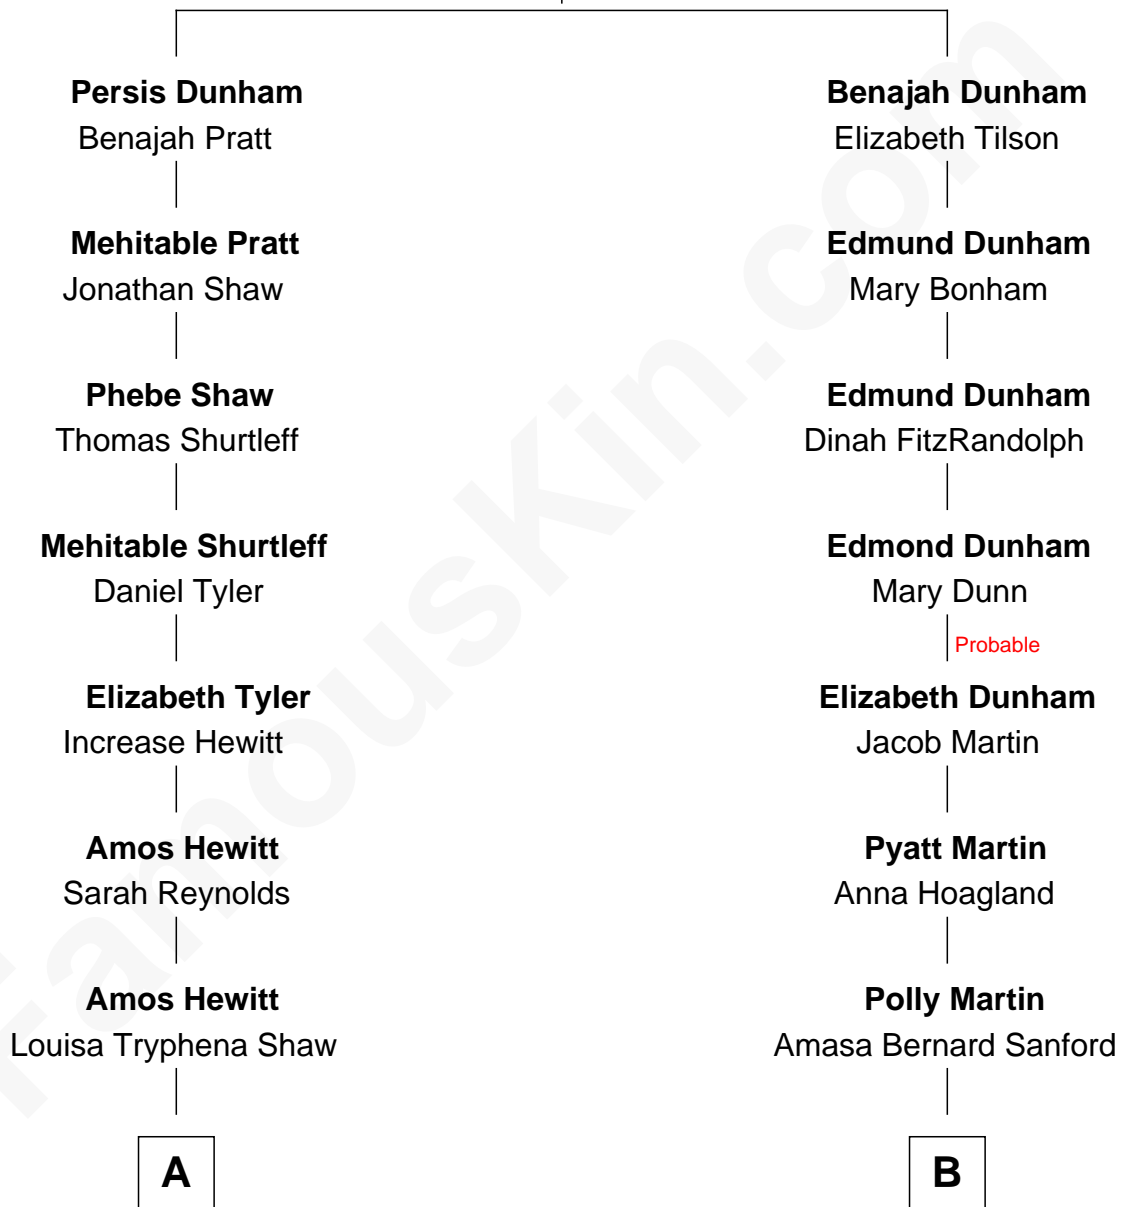 Persis Dunham
Benajah Pratt
Mehitable Pratt
Jonathan Shaw
Phebe Shaw
Thomas Shurtleff
Mehitable Shurtleff
Daniel Tyler
Elizabeth Tyler
Increase Hewitt
Amos Hewitt
Sarah Reynolds
Amos Hewitt
Louisa Tryphena Shaw
A
Benajah Dunham
Elizabeth Tilson
Edmund Dunham
Mary Bonham
Edmund Dunham
Dinah FitzRandolph
Edmond Dunham
Mary Dunn
Probable
Elizabeth Dunham
Jacob Martin
Pyatt Martin
Anna Hoagland
Polly Martin
Amasa Bernard Sanford
B
FamousKin.com